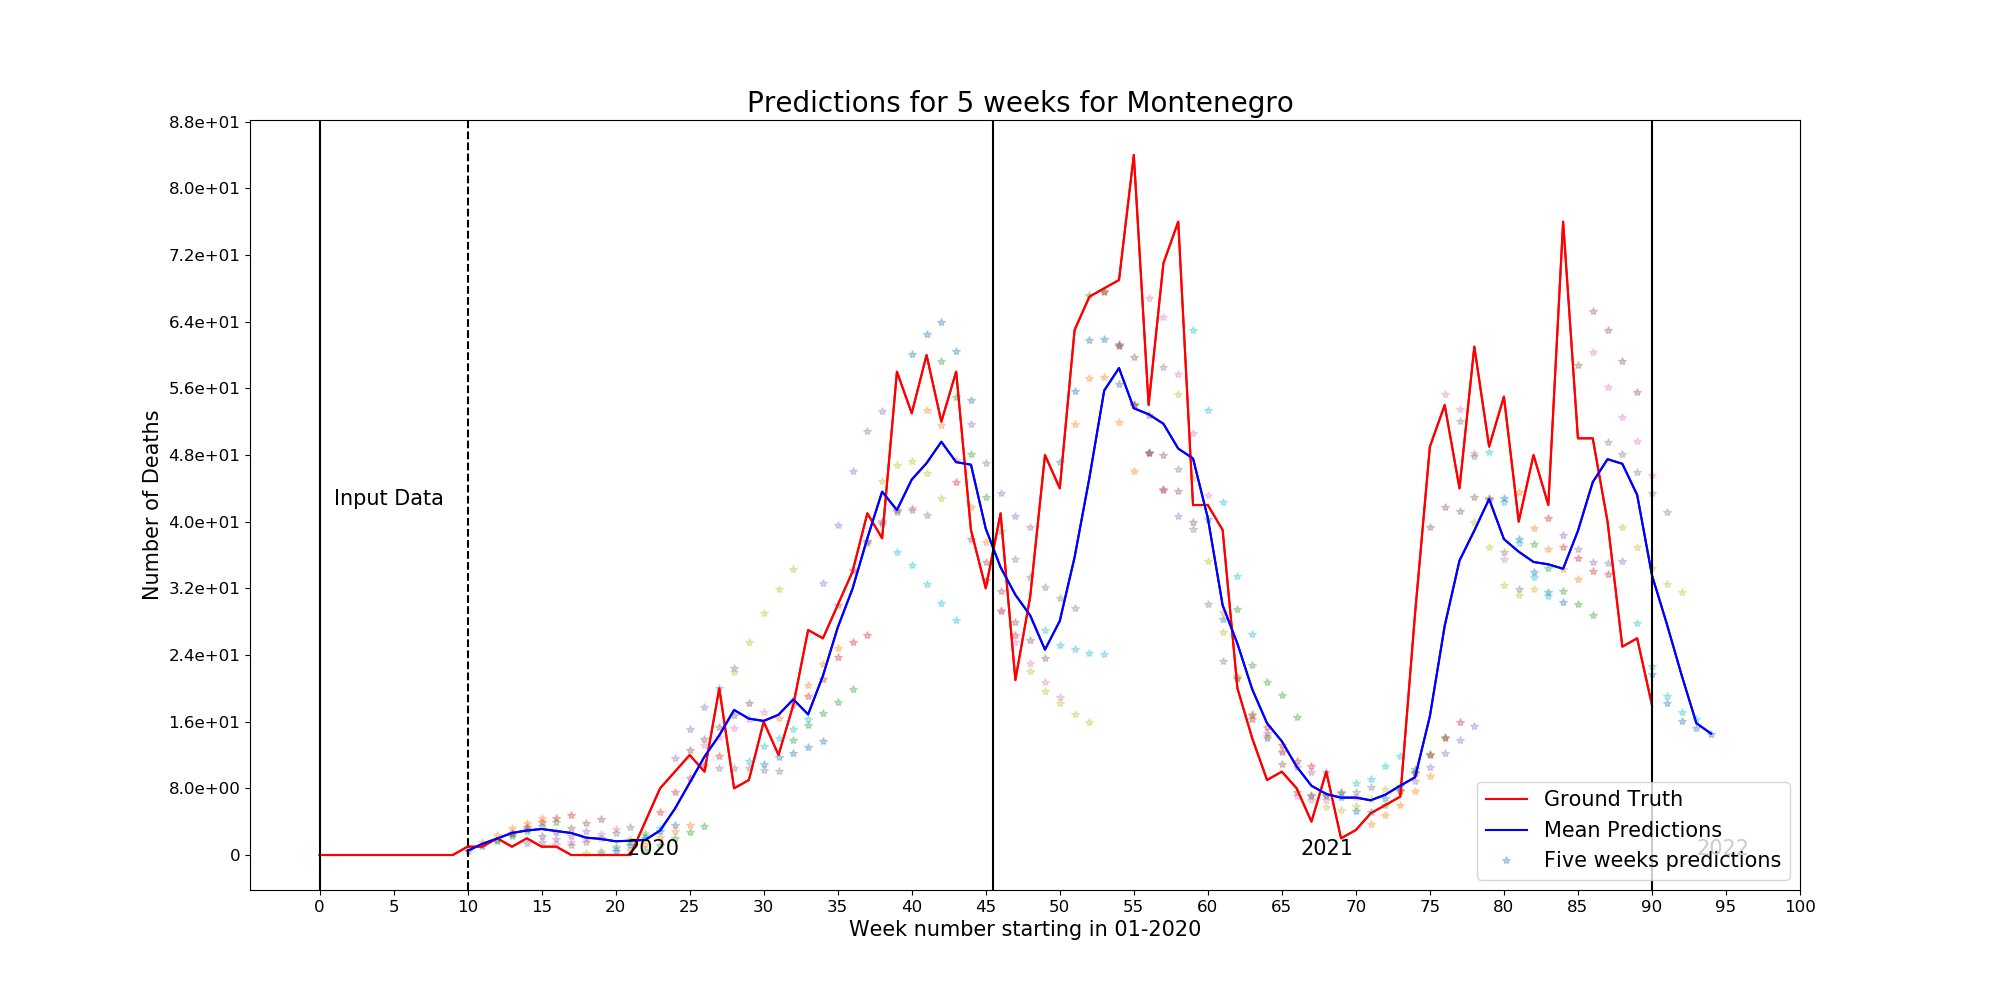 Predictions for 5 weeks for Montenegro
8.8e+01
8.0e+01
7.2e+01
6.4e+01
5.6e+01
4.8e+01
4.0e+01
3.2e+01
2.4e+01
1.6e+01
8.0e+00
0
Number of Deaths
Input Data
2020
2021
2022
Ground Truth
Mean Predictions
Five weeks predictions
0 5 10 15 20 25 30 35 40 45 50 55 60 65 70 75 80 85 90 95 100
Week number starting in 01-2020